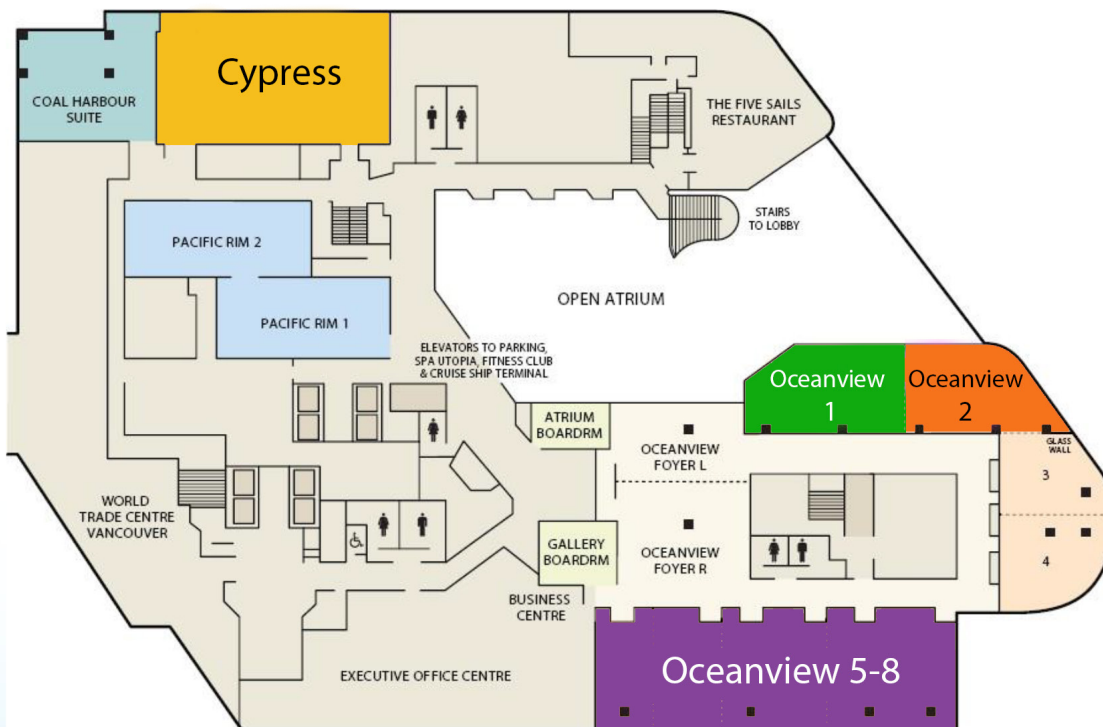 COAL HARBOUR
SUITE
Cypress
THE FIVE SAILS
RESTAURANT
STAIRS
TO LOBBY
PACIFIC RIM 2
OPEN ATRIUM
PACIFIC RIM 1
ELEVATORS TO PARKING,
SPA UTOPIA, FITNESS CLUB
& CRUISE SHIP TERMINAL
Oceanview
1
Oceanview
2
ATRIUM
BOARDRM
OCEANVIEW
FOYER L
GLASS
WALL
3
WORLD
TRADE CENTRE
VANCOUVER
GALLERY
BOARDRM
OCEANVIEW
FOYER R
4
BUSINESS
CENTRE
EXECUTIVE OFFICE CENTRE
Oceanview 5-8